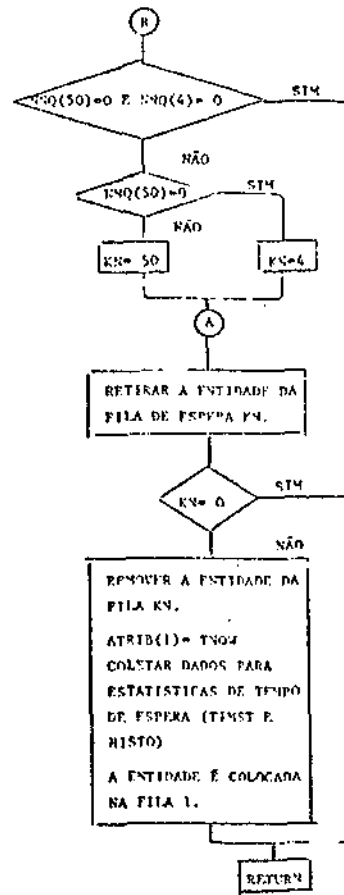 B
NNQ(50)=0 E NNQ(4)= 0
SIM
NÃO
NNQ(50)=0
SIM
NÃO
KN= 50
KN=4
A
RETIRAR A ENTIDADE DA
FILA DE ESPERA KN.
KN= 0
SIM
NÃO
REMOVER A ENTIDADE DA
FILA KN.
ATRIB(1)= TNOW
COLETAR DADOS PARA
ESTATISTICAS DE TEMPO
DE ESPERA (TIMST E
HISTO)
A ENTIDADE É COLOCADA
NA FILA 1.
RETURN